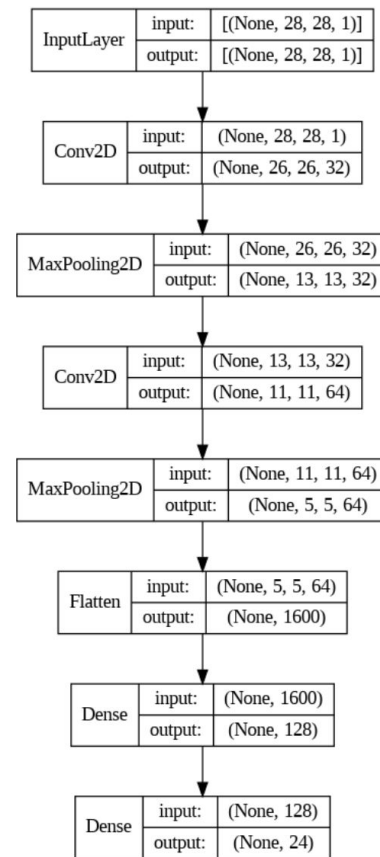 InputLayer input: [(None, 28, 28, 1)]
output: [(None, 28, 28, 1)]
Conv2D input: (None, 28, 28, 1)
output: (None, 26, 26, 32)
MaxPooling2D input: (None, 26, 26, 32)
output: (None, 13, 13, 32)
Conv2D input: (None, 13, 13, 32)
output: (None, 11, 11, 64)
MaxPooling2D input: (None, 11, 11, 64)
output: (None, 5, 5, 64)
Flatten input: (None, 5, 5, 64)
output: (None, 1600)
Dense input: (None, 1600)
output: (None, 128)
Dense input: (None, 128)
output: (None, 24)